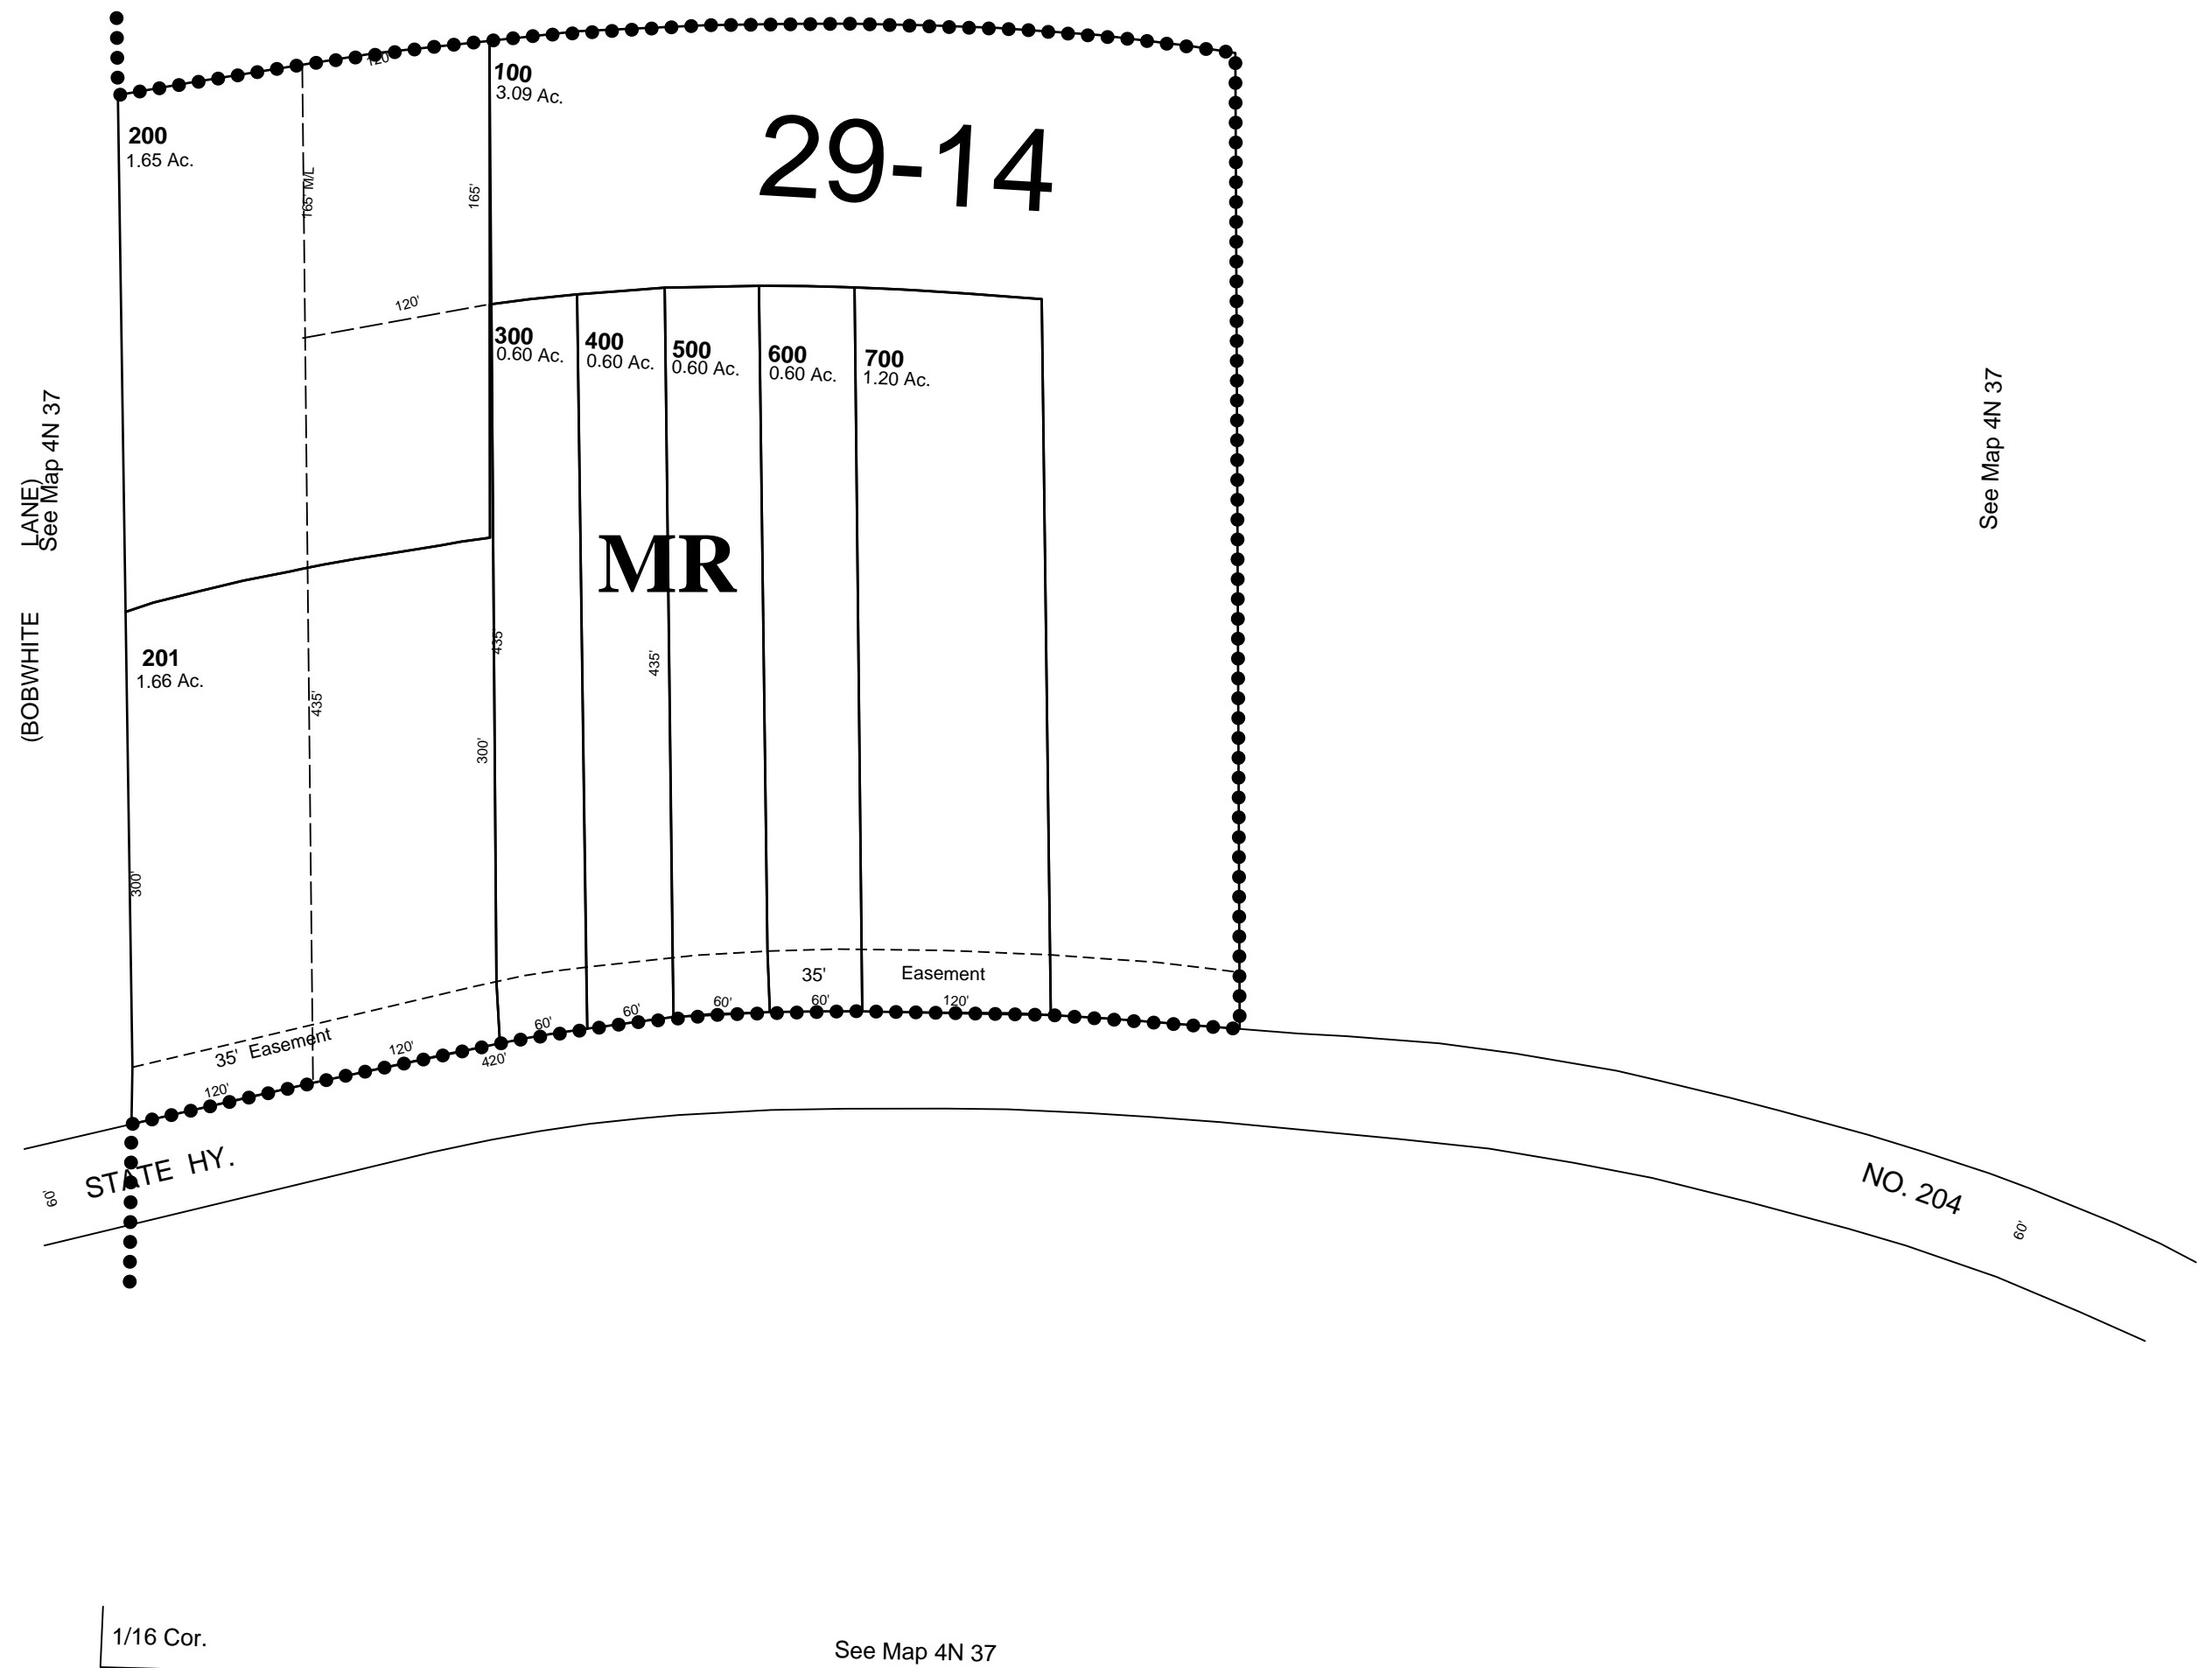 120'
100
3.09 Ac.
29-14
200
1.65 Ac.
165' M/L
165'
120'
300
0.60 Ac.
400
0.60 Ac.
500
0.60 Ac.
600
0.60 Ac.
700
1.20 Ac.
See Map 4N 37
See Map 4N 37
(BOBWHITE LANE)
MR
201
1.66 Ac.
435'
435'
435'
300'
300'
35' Easement
60'
60'
60'
60'
120'
35' Easement
120'
120'
420'
STATE HY.
60'
NO. 204
60'
1/16 Cor.
See Map 4N 37